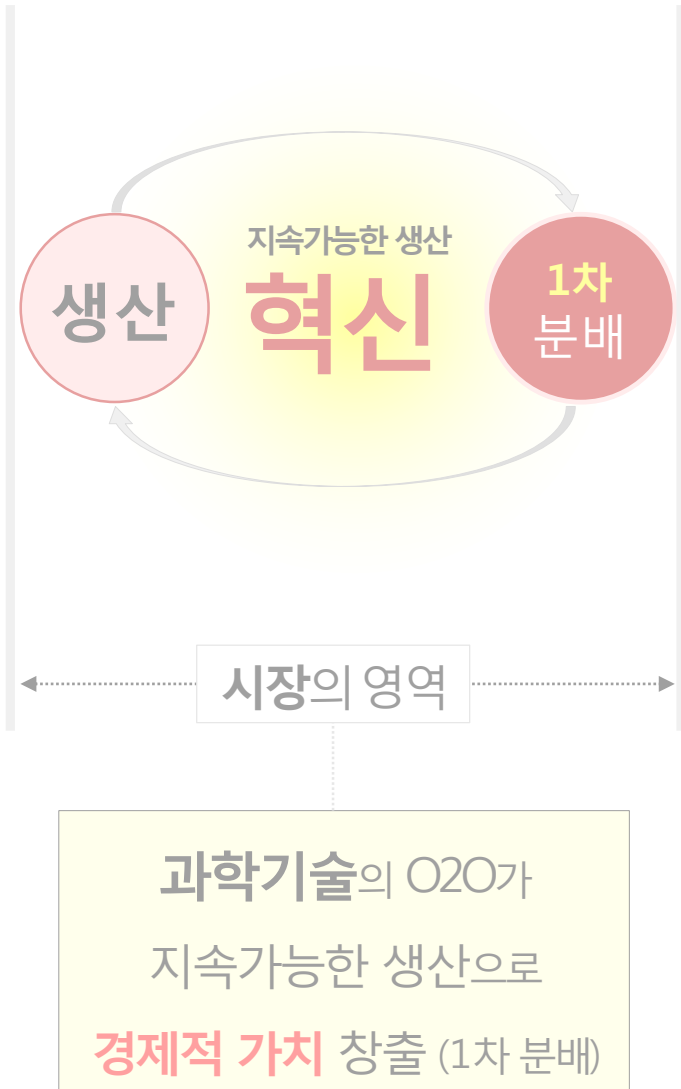 지속가능한 생산
혁신
생산
1차
분배
시장의 영역
과학기술의 O2O가
지속가능한 생산으로
경제적 가치 창출 (1차 분배)